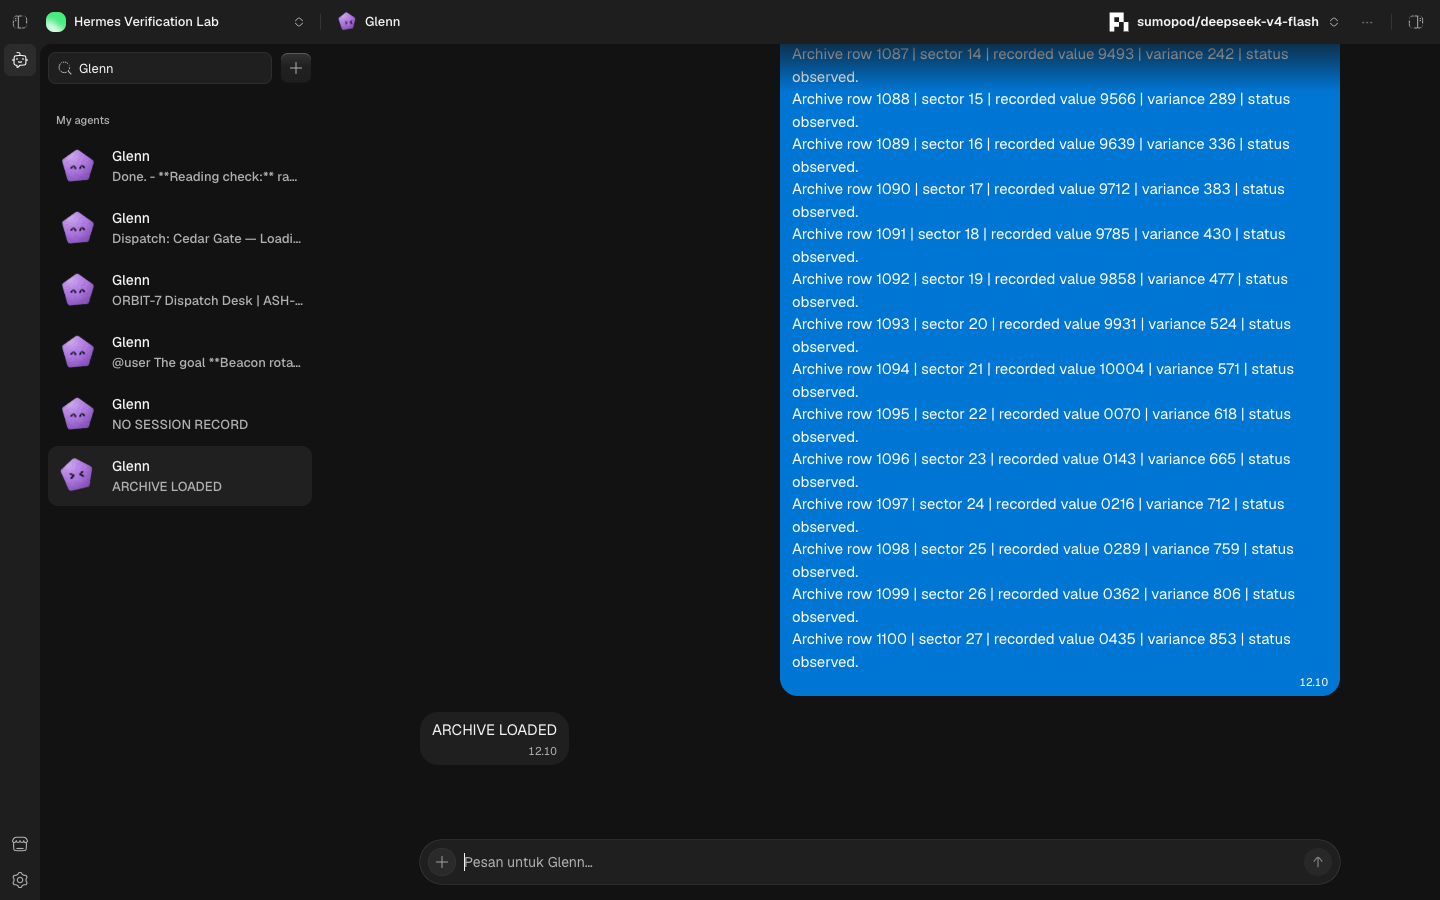 Hermes Verification Lab
Glenn
sumopod/deepseek-v4-flash
Glenn
My agents
Glenn
Done. - **Reading check:** ra...
Glenn
Dispatch: Cedar Gate — Loadi...
Glenn
ORBIT-7 Dispatch Desk | ASH-...
Glenn
@user The goal **Beacon rota...
Glenn
NO SESSION RECORD
Glenn
ARCHIVE LOADED
Archive row 1087 | sector 14 | recorded value 9493 | variance 242 | status
observed.
Archive row 1088 | sector 15 | recorded value 9566 | variance 289 | status
observed.
Archive row 1089 | sector 16 | recorded value 9639 | variance 336 | status
observed.
Archive row 1090 | sector 17 | recorded value 9712 | variance 383 | status
observed.
Archive row 1091 | sector 18 | recorded value 9785 | variance 430 | status
observed.
Archive row 1092 | sector 19 | recorded value 9858 | variance 477 | status
observed.
Archive row 1093 | sector 20 | recorded value 9931 | variance 524 | status
observed.
Archive row 1094 | sector 21 | recorded value 10004 | variance 571 | status
observed.
Archive row 1095 | sector 22 | recorded value 0070 | variance 618 | status
observed.
Archive row 1096 | sector 23 | recorded value 0143 | variance 665 | status
observed.
Archive row 1097 | sector 24 | recorded value 0216 | variance 712 | status
observed.
Archive row 1098 | sector 25 | recorded value 0289 | variance 759 | status
observed.
Archive row 1099 | sector 26 | recorded value 0362 | variance 806 | status
observed.
Archive row 1100 | sector 27 | recorded value 0435 | variance 853 | status
observed.
12.10
ARCHIVE LOADED
12.10
Pesan untuk Glenn...